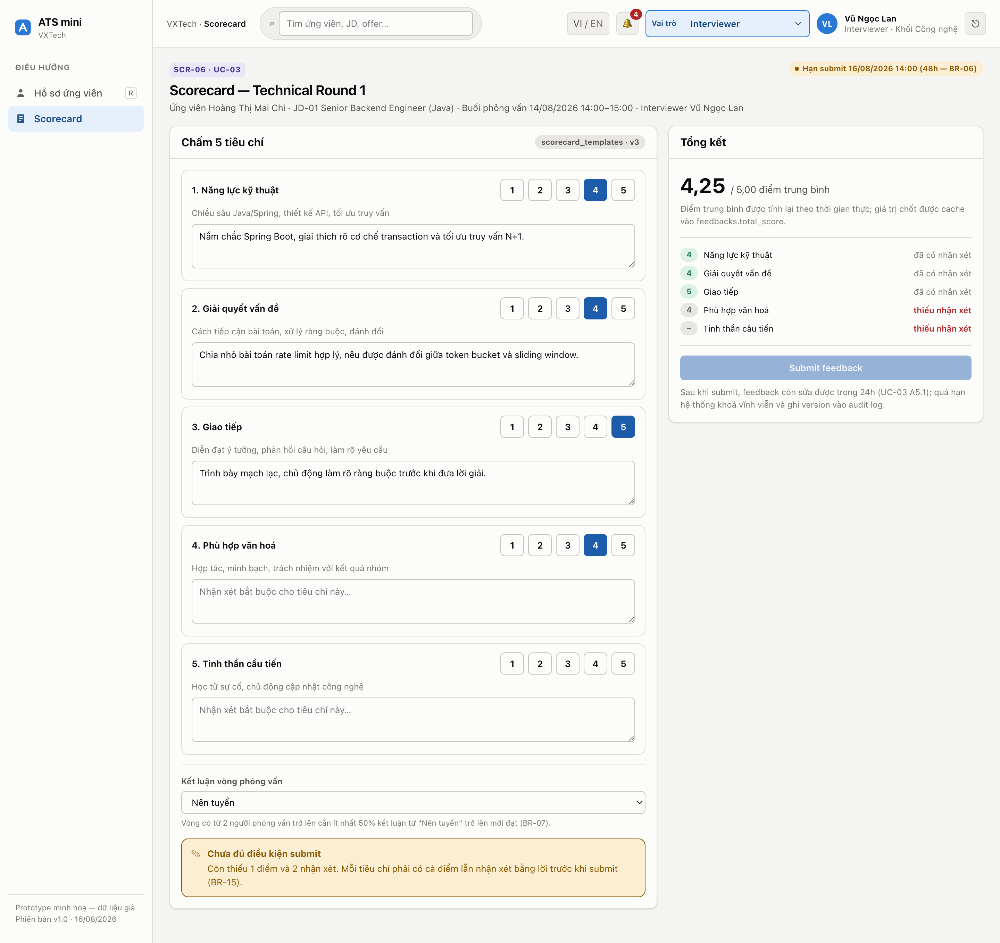 ATS mini
VXTech
ĐIỀU HƯỚNG
Hồ sơ ứng viên R
Scorecard
Prototype minh hoạ — dữ liệu giả
Phiên bản v1.0 · 16/08/2026
VXTech · Scorecard
Tìm ứng viên, JD, offer...
VI / EN
4
Vai trò Interviewer
VL
Vũ Ngọc Lan
Interviewer · Khối Công nghệ
SCR-06 · UC-03
Hạn submit 16/08/2026 14:00 (48h — BR-06)
Scorecard — Technical Round 1
Ứng viên Hoàng Thị Mai Chi · JD-01 Senior Backend Engineer (Java) · Buổi phỏng vấn 14/08/2026 14:00–15:00 · Interviewer Vũ Ngọc Lan
Chấm 5 tiêu chí
scorecard_templates · v3
1. Năng lực kỹ thuật
1 2 3 4 5
Chiều sâu Java/Spring, thiết kế API, tối ưu truy vấn
Nắm chắc Spring Boot, giải thích rõ cơ chế transaction và tối ưu truy vấn N+1.
2. Giải quyết vấn đề
1 2 3 4 5
Cách tiếp cận bài toán, xử lý ràng buộc, đánh đổi
Chia nhỏ bài toán rate limit hợp lý, nêu được đánh đổi giữa token bucket và sliding window.
3. Giao tiếp
1 2 3 4 5
Diễn đạt ý tưởng, phản hồi câu hỏi, làm rõ yêu cầu
Trình bày mạch lạc, chủ động làm rõ ràng buộc trước khi đưa lời giải.
4. Phù hợp văn hoá
1 2 3 4 5
Hợp tác, minh bạch, trách nhiệm với kết quả nhóm
Nhận xét bắt buộc cho tiêu chí này...
5. Tinh thần cầu tiến
1 2 3 4 5
Học từ sự cố, chủ động cập nhật công nghệ
Nhận xét bắt buộc cho tiêu chí này...
Kết luận vòng phỏng vấn
Nên tuyển
Vòng có từ 2 người phỏng vấn trở lên cần ít nhất 50% kết luận từ "Nên tuyển" trở lên mới đạt (BR-07).
Chưa đủ điều kiện submit
Còn thiếu 1 điểm và 2 nhận xét. Mỗi tiêu chí phải có cả điểm lẫn nhận xét bằng lời trước khi submit
(BR-15).
Tổng kết
4,25 / 5,00 điểm trung bình
Điểm trung bình được tính lại theo thời gian thực; giá trị chốt được cache
vào feedbacks.total_score.
4 Năng lực kỹ thuật đã có nhận xét
4 Giải quyết vấn đề đã có nhận xét
5 Giao tiếp đã có nhận xét
4 Phù hợp văn hoá thiếu nhận xét
– Tinh thần cầu tiến thiếu nhận xét
Submit feedback
Sau khi submit, feedback còn sửa được trong 24h (UC-03 A5.1); quá hạn
hệ thống khoá vĩnh viễn và ghi version vào audit log.